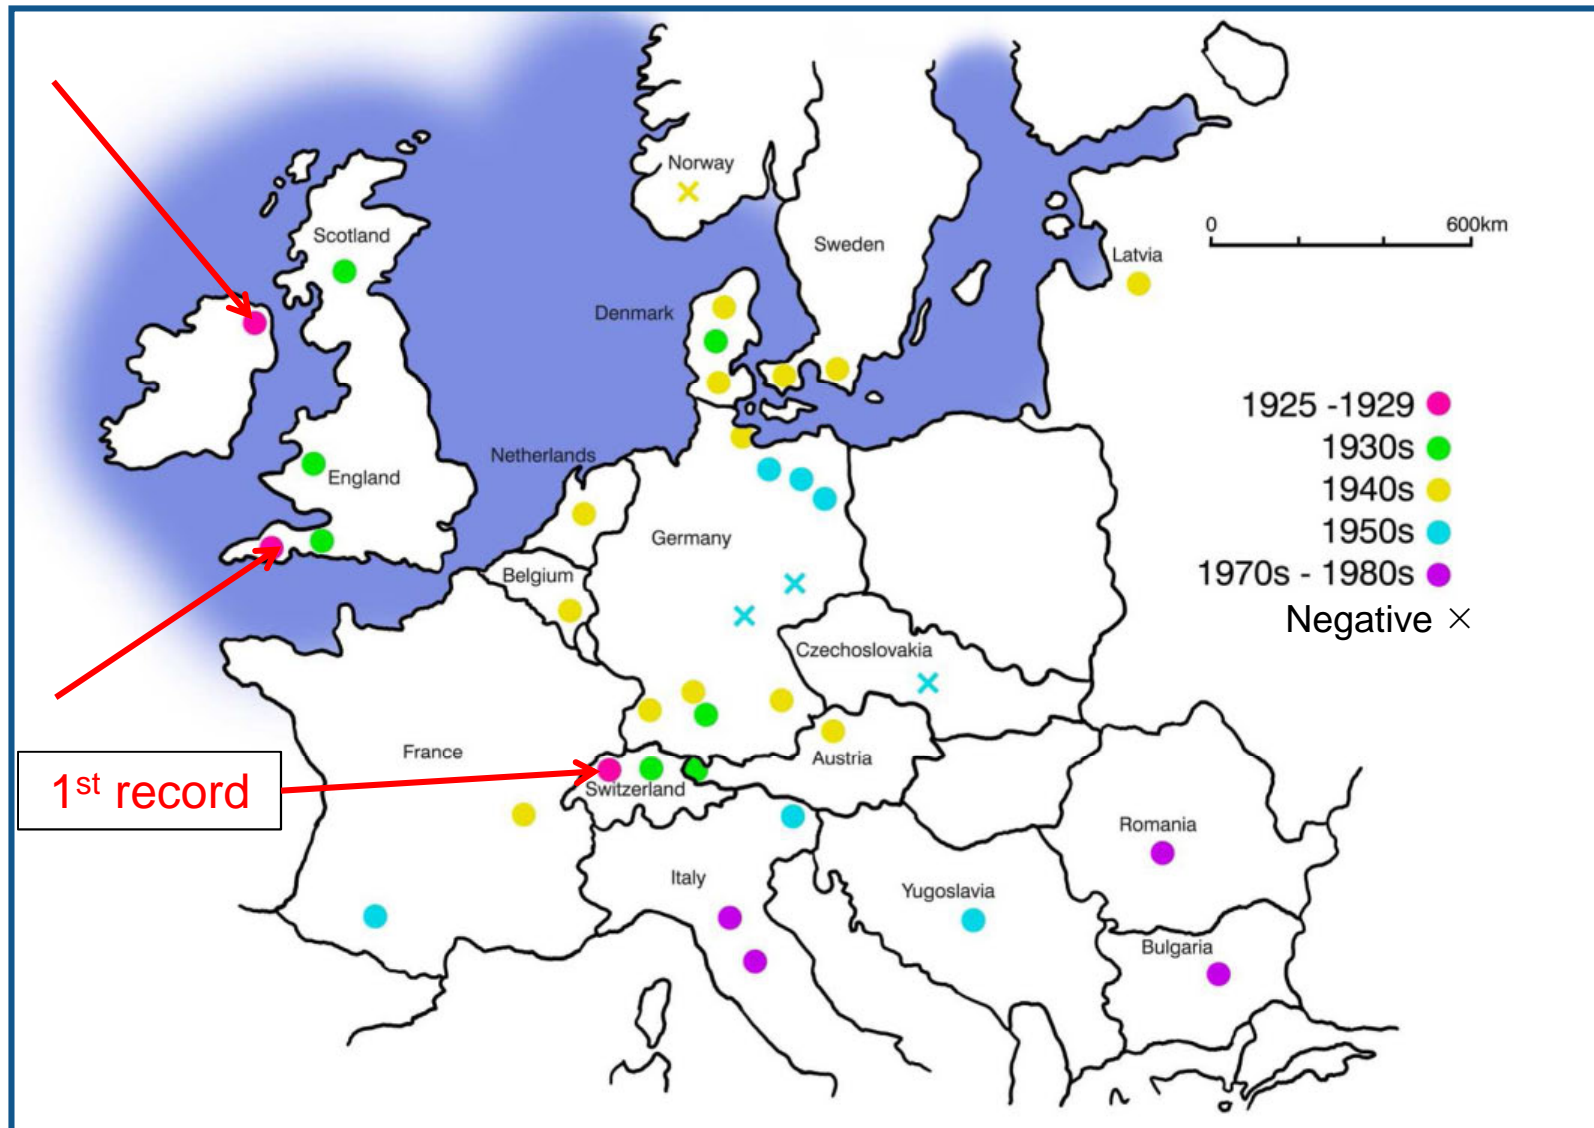 Norway
Scotland
Sweden
0 600km
Latvia
Denmark
1925 -1929
1930s
Netherlands
England
1940s
1950s
Germany
Belgium
1970s - 1980s
Negative ×
Czechoslovakia
France
Austria
1st record
Switzerland
Romania
Italy
Yugoslavia
Bulgaria